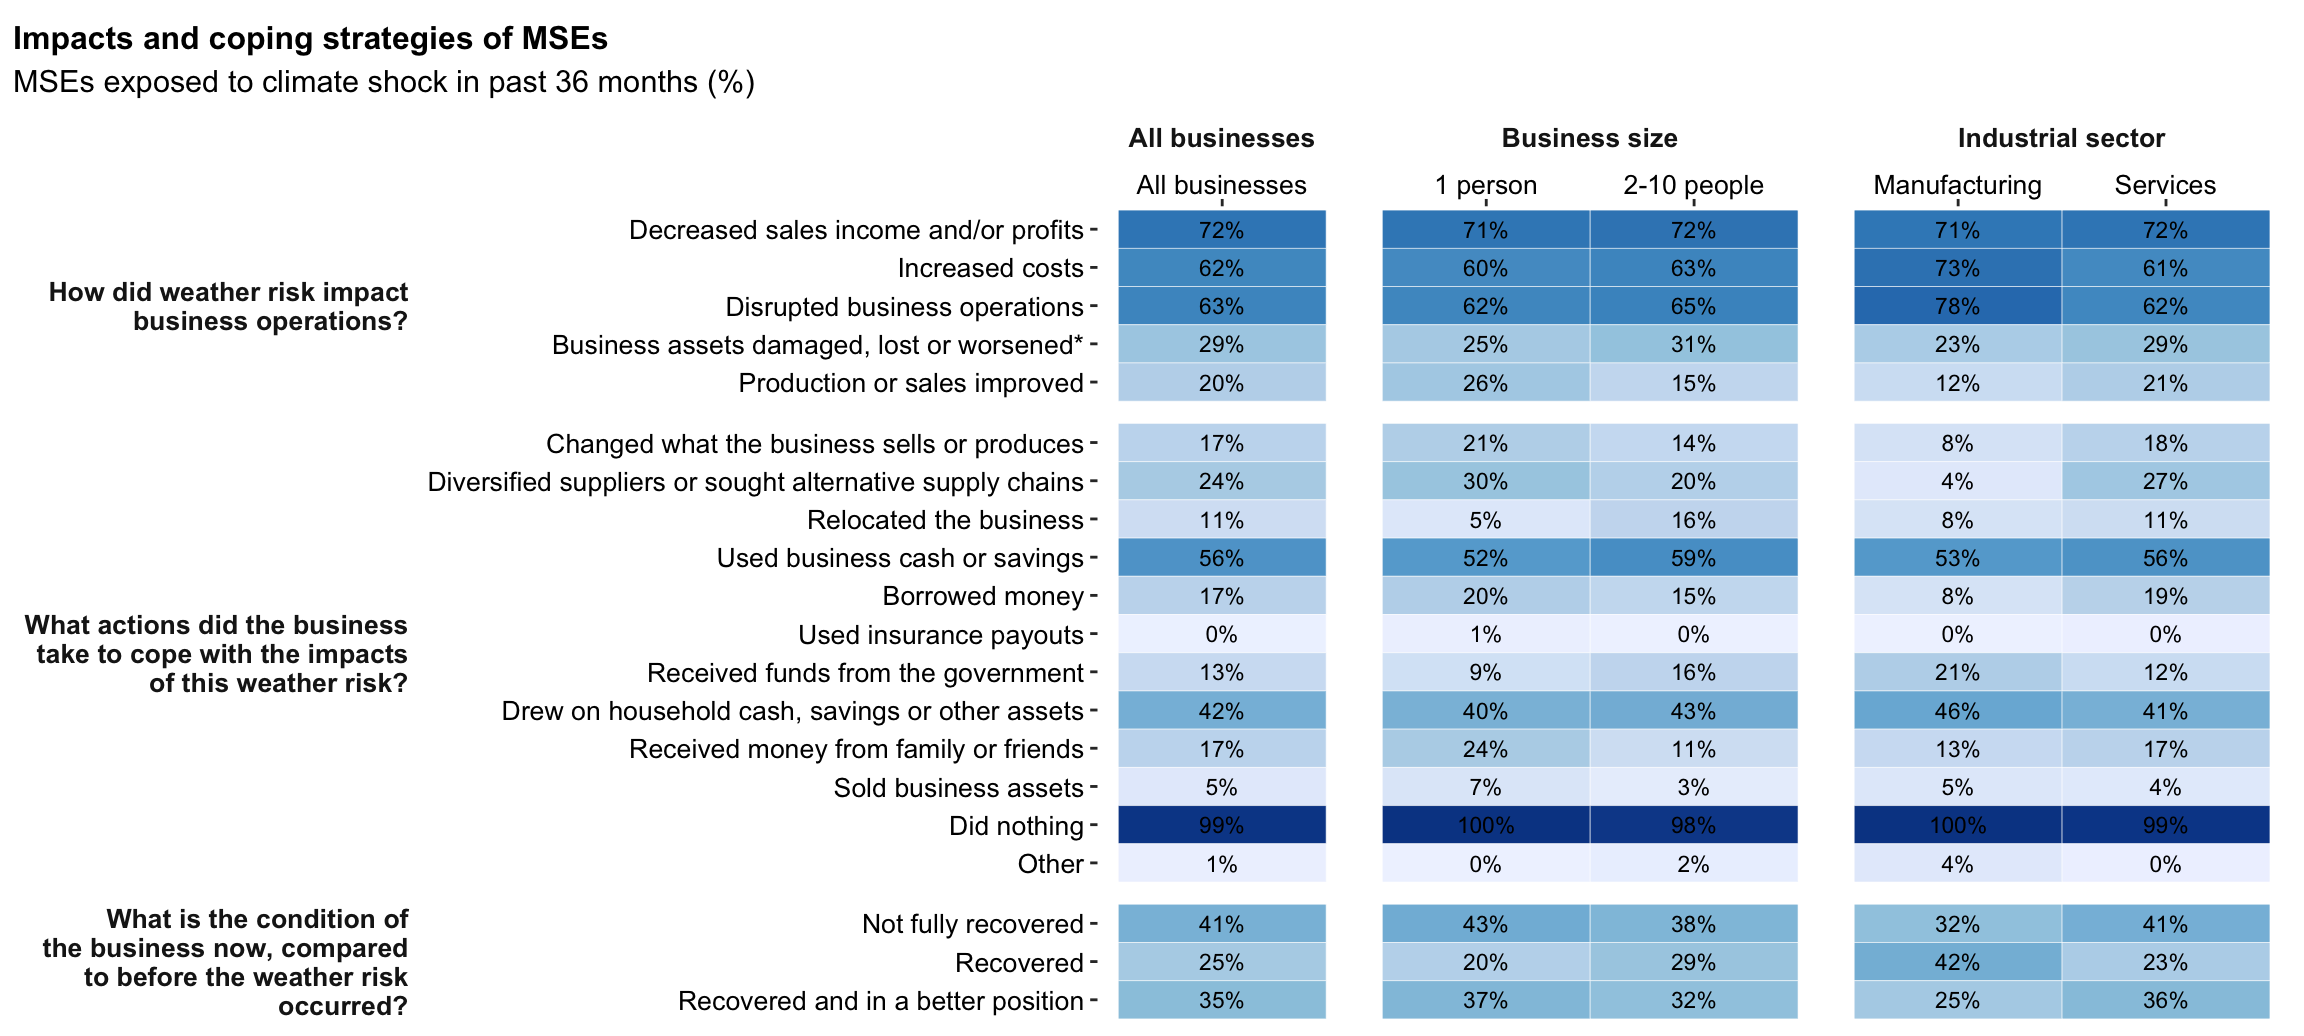 Impacts and coping strategies of MSEs
MSEs exposed to climate shock in past 36 months (%)
All businesses Business size Industrial sector
All businesses 1 person 2-10 people Manufacturing Services
How did weather risk impact
business operations?
Decreased sales income and/or profits 72% 71% 72% 71% 72%
Increased costs 62% 60% 63% 73% 61%
Disrupted business operations 63% 62% 65% 78% 62%
Business assets damaged, lost or worsened* 29% 25% 31% 23% 29%
Production or sales improved 20% 26% 15% 12% 21%
What actions did the business
take to cope with the impacts
of this weather risk?
Changed what the business sells or produces 17% 21% 14% 8% 18%
Diversified suppliers or sought alternative supply chains 24% 30% 20% 4% 27%
Relocated the business 11% 5% 16% 8% 11%
Used business cash or savings 56% 52% 59% 53% 56%
Borrowed money 17% 20% 15% 8% 19%
Used insurance payouts 0% 1% 0% 0% 0%
Received funds from the government 13% 9% 16% 21% 12%
Drew on household cash, savings or other assets 42% 40% 43% 46% 41%
Received money from family or friends 17% 24% 11% 13% 17%
Sold business assets 5% 7% 3% 5% 4%
Did nothing 99% 100% 98% 100% 99%
Other 1% 0% 2% 4% 0%
What is the condition of
the business now, compared
to before the weather risk
occurred?
Not fully recovered 41% 43% 38% 32% 41%
Recovered 25% 20% 29% 42% 23%
Recovered and in a better position 35% 37% 32% 25% 36%